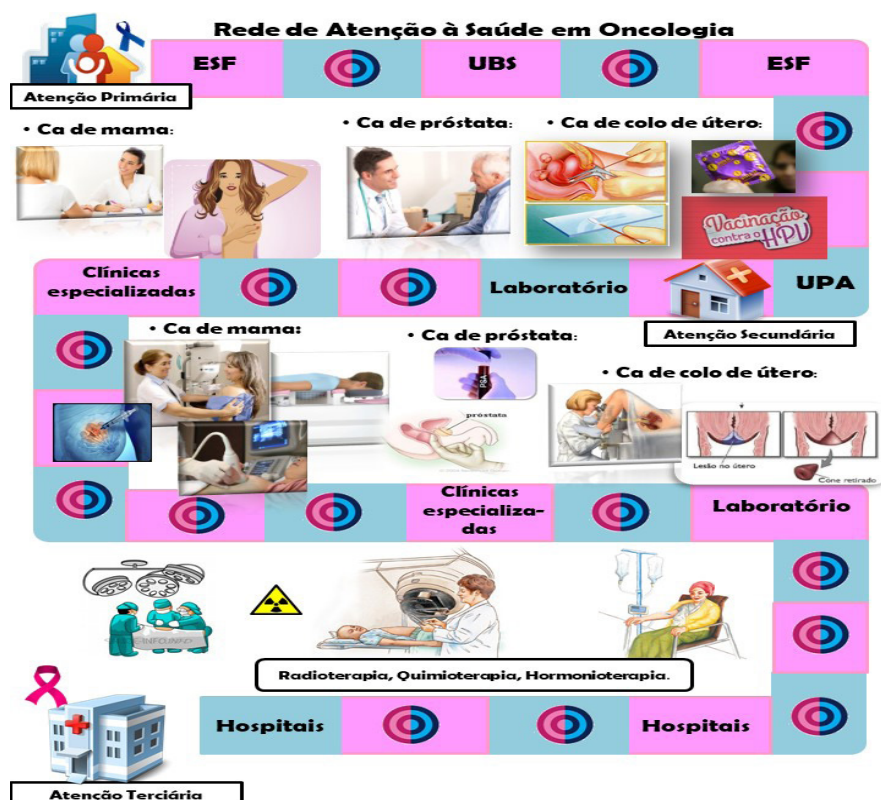 Rede de Atenção à Saúde em Oncologia
ESF
UBS
ESF
Atenção Primária
• Ca de mama:
• Ca de próstata:
• Ca de colo de útero:
Vacinação
contra o
HPV
Clínicas
especializadas
Laboratório
UPA
Atenção Secundária
• Ca de mama:
• Ca de próstata:
PSA
• Ca de colo de útero:
próstata
Lesão no útero
Cone retirado
Clínicas
especializa-
das
Laboratório
Radioterapia, Quimioterapia, Hormonioterapia.
Hospitais
Hospitais
Atenção Terciária